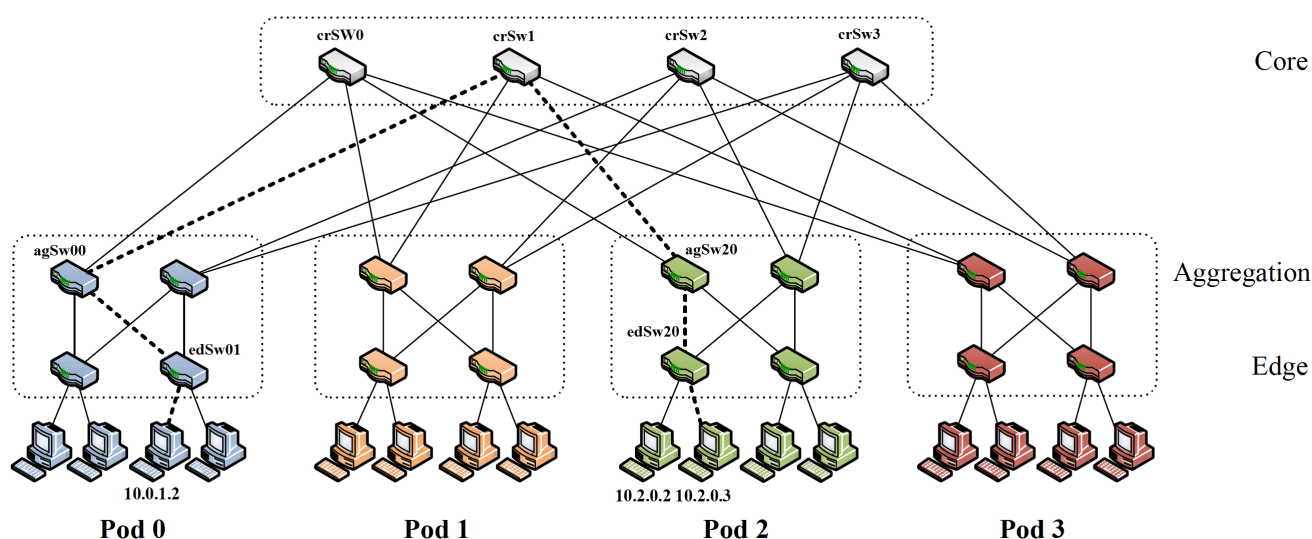 crSW0 crSw1 crSw2 crSw3
Core
agSw00 agSw20
Aggregation
edSw01 edSw20
Edge
10.0.1.2 10.2.0.2 10.2.0.3
Pod 0 Pod 1 Pod 2 Pod 3